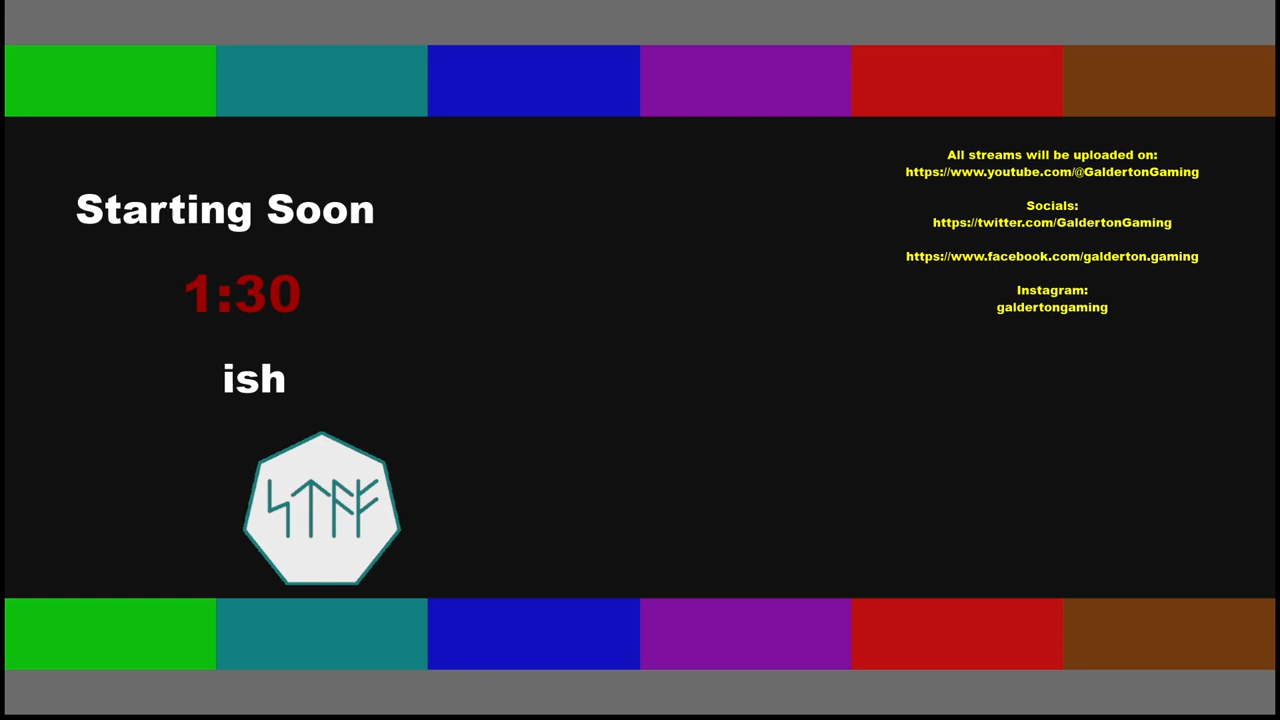 Starting Soon
1:30
ish
ᛋᛏᚨᚠ
All streams will be uploaded on:
https://www.youtube.com/@GaldertonGaming
Socials:
https://twitter.com/GaldertonGaming
https://www.facebook.com/galderton.gaming
Instagram:
galdertongaming